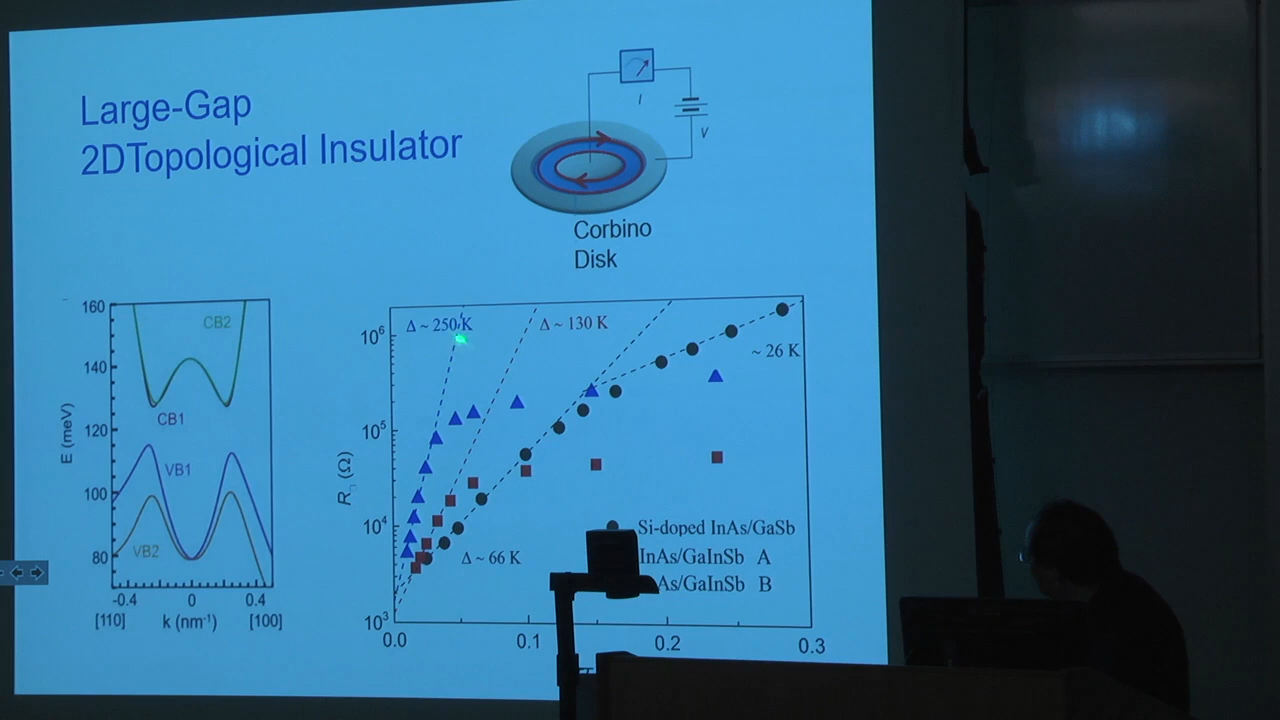 Large-Gap
2DTopological Insulator
I
V
Corbino
Disk
160
140
120
100
80
E (meV)
CB2
CB1
VB1
VB2
-0.4 0 0.4
[110] k (nm⁻¹) [100]
10⁶
10⁵
10⁴
10³
R□ (Ω)
Δ ~ 250 K
Δ ~ 130 K
~ 26 K
Δ ~ 66 K
Si-doped InAs/GaSb
InAs/GaInSb A
As/GaInSb B
0.0 0.1 0.2 0.3